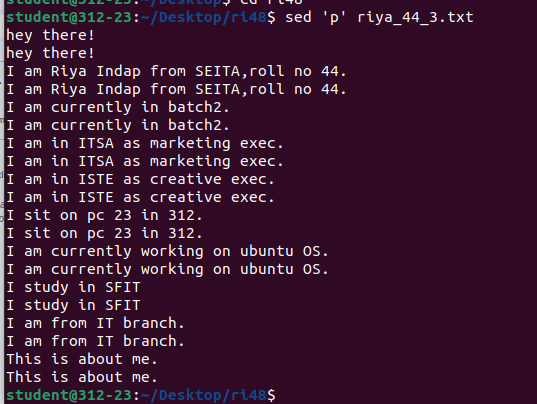 student@312-23:~/Desktop$ cd ri48
student@312-23:~/Desktop/ri48$ sed 'p' riya_44_3.txt
hey there!
hey there!
I am Riya Indap from SEITA,roll no 44.
I am Riya Indap from SEITA,roll no 44.
I am currently in batch2.
I am currently in batch2.
I am in ITSA as marketing exec.
I am in ITSA as marketing exec.
I am in ISTE as creative exec.
I am in ISTE as creative exec.
I sit on pc 23 in 312.
I sit on pc 23 in 312.
I am currently working on ubuntu OS.
I am currently working on ubuntu OS.
I study in SFIT
I study in SFIT
I am from IT branch.
I am from IT branch.
This is about me.
This is about me.
student@312-23:~/Desktop/ri48$